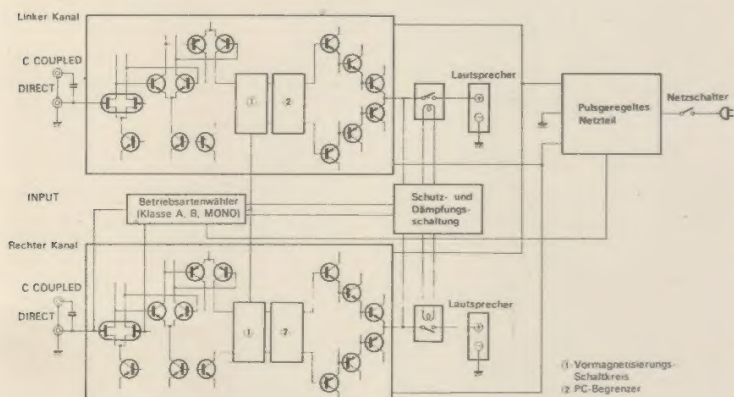 Linker Kanal
C COUPLED
DIRECT
① ②
Lautsprecher
+
−
Pulsgeregeltes
Netzteil
Netzschalter
INPUT
Betriebsartenwähler
(Klasse A, B, MONO)
Schutz- und
Dämpfungs-
schaltung
Rechter Kanal
C COUPLED
DIRECT
① ②
Lautsprecher
+
−
① Vormagnetisierungs-
Schaltkreis
② PC-Begrenzer